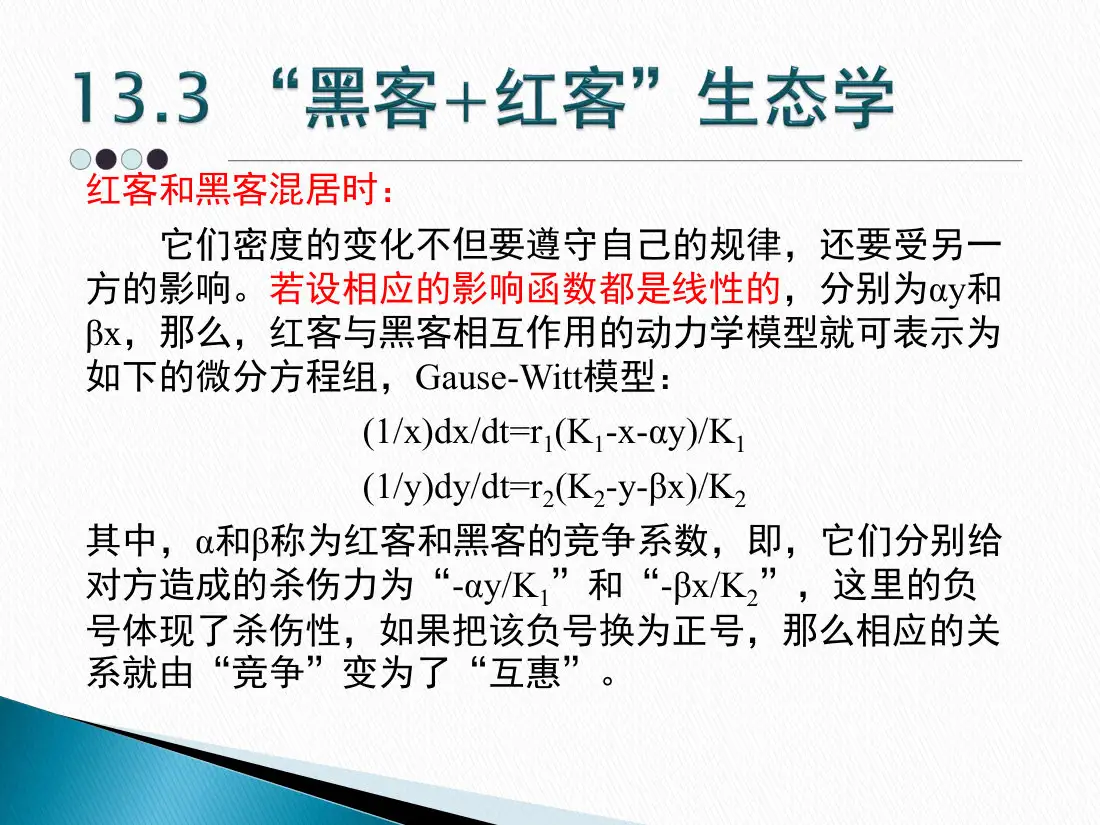 13.3 “黑客+红客”生态学
红客和黑客混居时：
它们密度的变化不但要遵守自己的规律，还要受另一
方的影响。若设相应的影响函数都是线性的，分别为αy和
βx，那么，红客与黑客相互作用的动力学模型就可表示为
如下的微分方程组，Gause-Witt模型：
(1/x)dx/dt=r₁(K₁-x-αy)/K₁
(1/y)dy/dt=r₂(K₂-y-βx)/K₂
其中，α和β称为红客和黑客的竞争系数，即，它们分别给
对方造成的杀伤力为“-αy/K₁”和“-βx/K₂”，这里的负
号体现了杀伤性，如果把该负号换为正号，那么相应的关
系就由“竞争”变为了“互惠”。